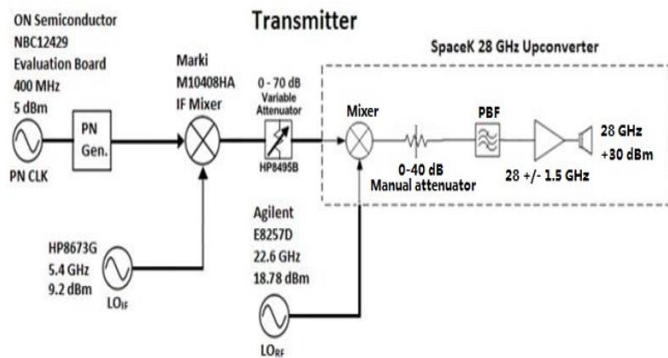 Transmitter
ON Semiconductor
NBC12429
Evaluation Board
400 MHz
5 dBm
PN CLK
PN
Gen.
Marki
M10408HA
IF Mixer
0 - 70 dB
Variable
Attenuator
HP8495B
HP8673G
5.4 GHz
9.2 dBm
LOIF
Agilent
E8257D
22.6 GHz
18.78 dBm
LORF
SpaceK 28 GHz Upconverter
Mixer
0-40 dB
Manual attenuator
PBF
28 +/- 1.5 GHz
28 GHz
+30 dBm